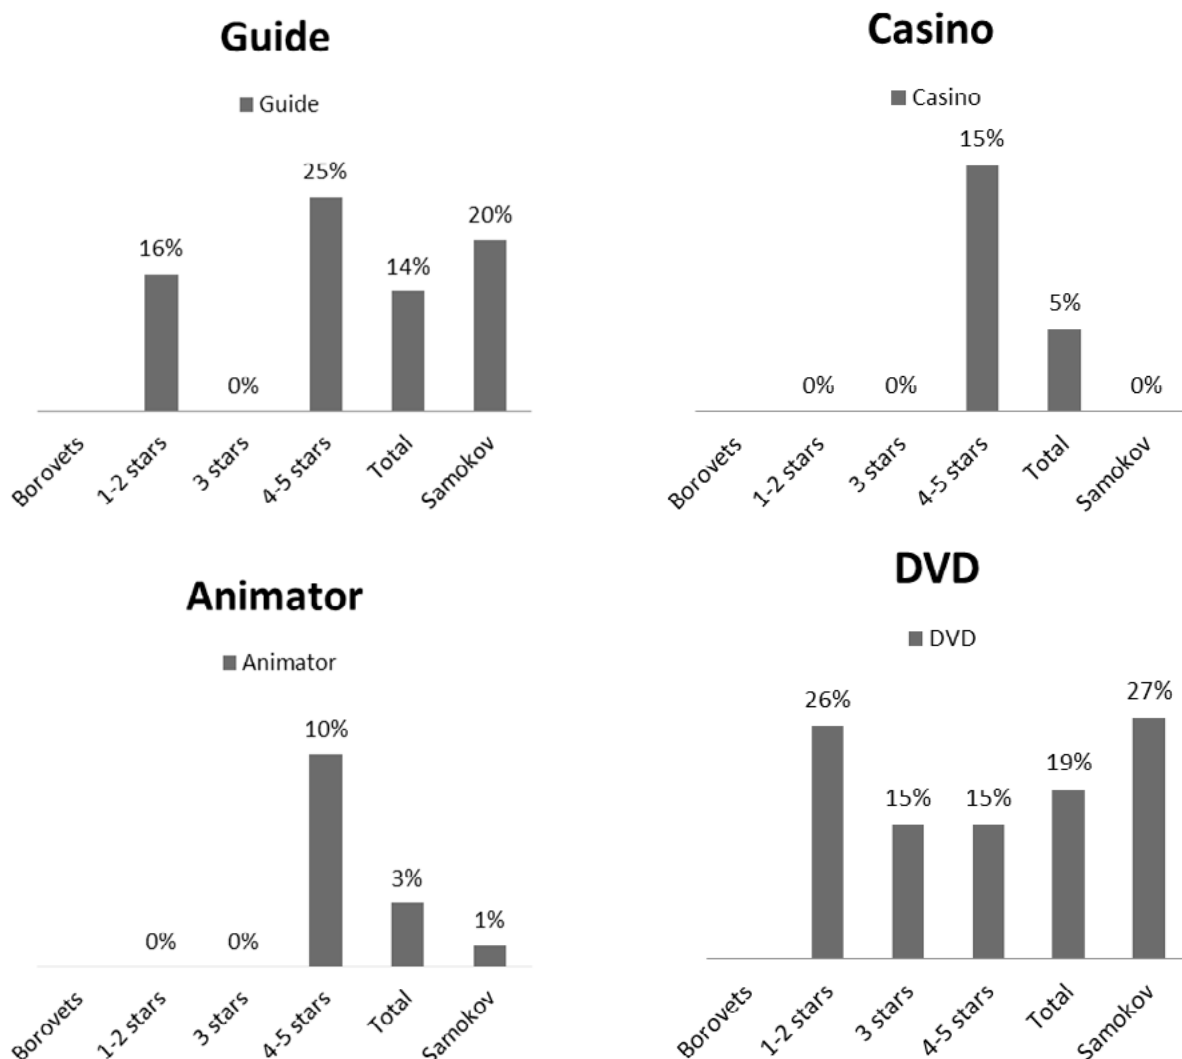 Guide
Guide
25%
20%
16%
14%
0%
Borovets
1-2 stars
3 stars
4-5 stars
Total
Samokov
Casino
Casino
15%
5%
0%
0%
0%
Borovets
1-2 stars
3 stars
4-5 stars
Total
Samokov
Animator
Animator
10%
3%
1%
0%
0%
Borovets
1-2 stars
3 stars
4-5 stars
Total
Samokov
DVD
DVD
26%
27%
19%
15%
15%
Borovets
1-2 stars
3 stars
4-5 stars
Total
Samokov